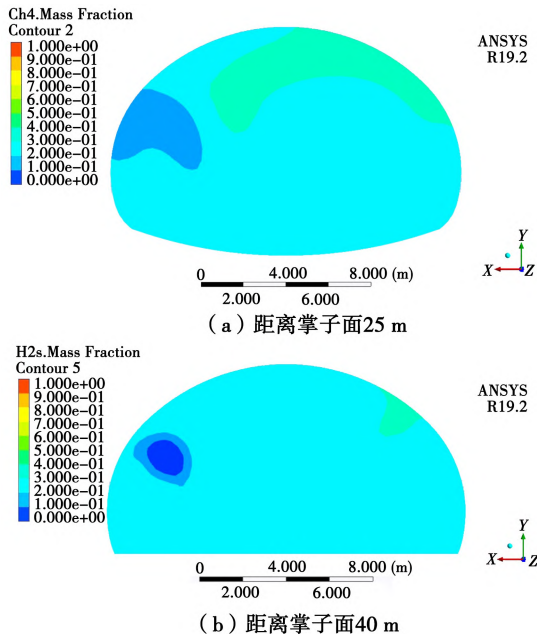 Ch4.Mass Fraction
Contour 2
1.000e+00
9.000e-01
8.000e-01
7.000e-01
6.000e-01
5.000e-01
4.000e-01
3.000e-01
2.000e-01
1.000e-01
0.000e+00
ANSYS
R19.2
Y
X
Z
0 4.000 8.000 (m)
2.000 6.000
（a）距离掌子面25 m
H2s.Mass Fraction
Contour 5
1.000e+00
9.000e-01
8.000e-01
7.000e-01
6.000e-01
5.000e-01
4.000e-01
3.000e-01
2.000e-01
1.000e-01
0.000e+00
ANSYS
R19.2
Y
X
Z
0 4.000 8.000 (m)
2.000 6.000
（b）距离掌子面40 m